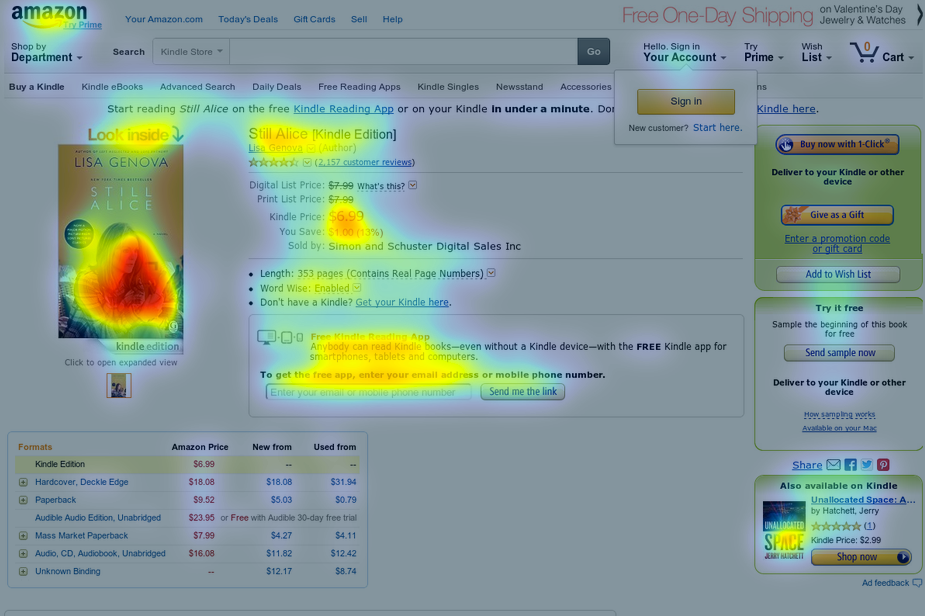 amazon
Try Prime
Your Amazon.com Today's Deals Gift Cards Sell Help
Free One-Day Shipping on Valentine's Day Jewelry & Watches
Shop by Department
Search Kindle Store Go
Hello. Sign in Your Account
Try Prime
Wish List
0 Cart
Buy a Kindle Kindle eBooks Advanced Search Daily Deals Free Reading Apps Kindle Singles Newsstand Accessories
Sign in
New customer? Start here.
Start reading Still Alice on the free Kindle Reading App or on your Kindle in under a minute. Don
Kindle here.
Look inside
LISA GENOVA
STILL
ALICE
kindle edition
Click to open expanded view
Still Alice [Kindle Edition]
Lisa Genova (Author)
(2,157 customer reviews)
Digital List Price: $7.99 What's this?
Print List Price: $7.99
Kindle Price: $6.99
You Save: $1.00 (13%)
Sold by: Simon and Schuster Digital Sales Inc
Length: 353 pages (Contains Real Page Numbers)
Word Wise: Enabled
Don't have a Kindle? Get your Kindle here.
Free Kindle Reading App
Anybody can read Kindle books—even without a Kindle device—with the FREE Kindle app for
smartphones, tablets and computers.
To get the free app, enter your email address or mobile phone number.
Enter your email or mobile phone number Send me the link
Buy now with 1-Click®
Deliver to your Kindle or other
device
Give as a Gift
Enter a promotion code
or gift card
Add to Wish List
Try it free
Sample the beginning of this book
for free
Send sample now
Deliver to your Kindle or other
device
How sampling works
Available on your Mac
Share
Also available on Kindle
Unallocated Space: A...
by Hatchett, Jerry
(1)
Kindle Price: $2.99
Shop now
UNALLOCATED
SPACE
JERRY HATCHETT
Ad feedback
Formats Amazon Price New from Used from
Kindle Edition $6.99 -- --
Hardcover, Deckle Edge $18.08 $18.08 $31.94
Paperback $9.52 $5.03 $0.79
Audible Audio Edition, Unabridged $23.95 or Free with Audible 30-day free trial
Mass Market Paperback $7.99 $4.27 $4.11
Audio, CD, Audiobook, Unabridged $16.08 $11.82 $12.42
Unknown Binding -- $12.17 $8.74